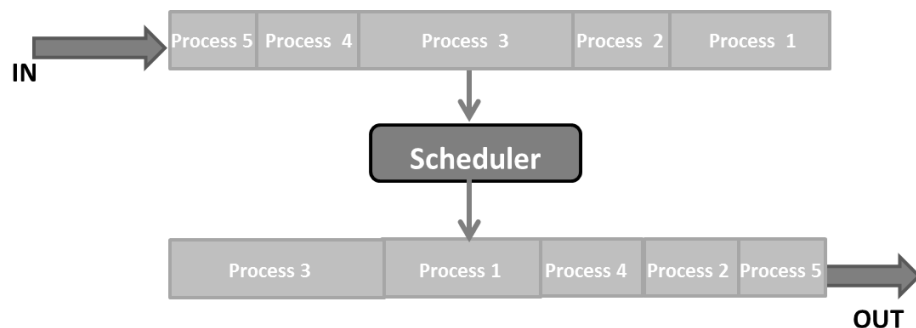 Process 5 Process 4 Process 3 Process 2 Process 1
IN
Scheduler
Process 3 Process 1 Process 4 Process 2 Process 5
OUT